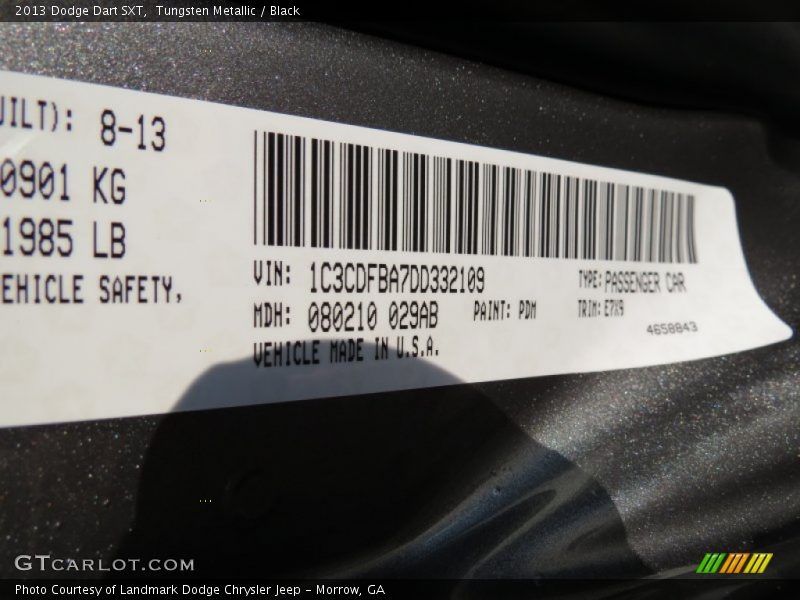 2013 Dodge Dart SXT, Tungsten Metallic / Black
UILT): 8-13
0901 KG
1985 LB
EHICLE SAFETY,
VIN: 1C3CDFBA7DD332109
TYPE: PASSENGER CAR
MDH: 080210 029AB
PAINT: PDM
TRIM: E7X9
4658843
VEHICLE MADE IN U.S.A.
GTCARLOT.COM
Photo Courtesy of Landmark Dodge Chrysler Jeep - Morrow, GA